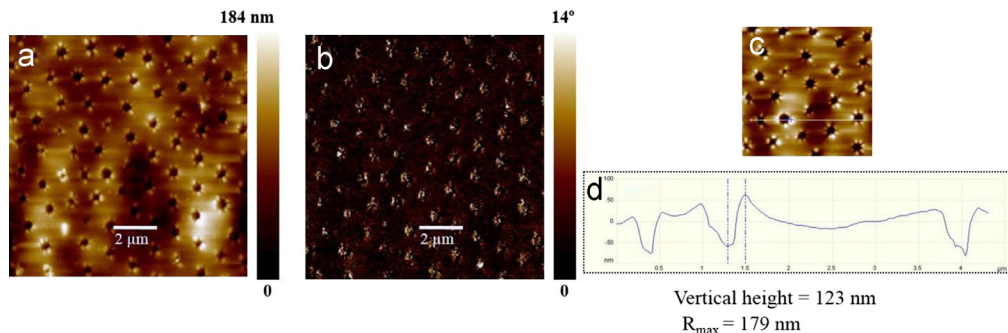 184 nm
a
2 μm
0
14°
b
2 μm
0
c
d
100
50
0
-50
nm
0.5
1
1.5
2
2.5
3
3.5
4
μm
Vertical height = 123 nm
Rmax = 179 nm